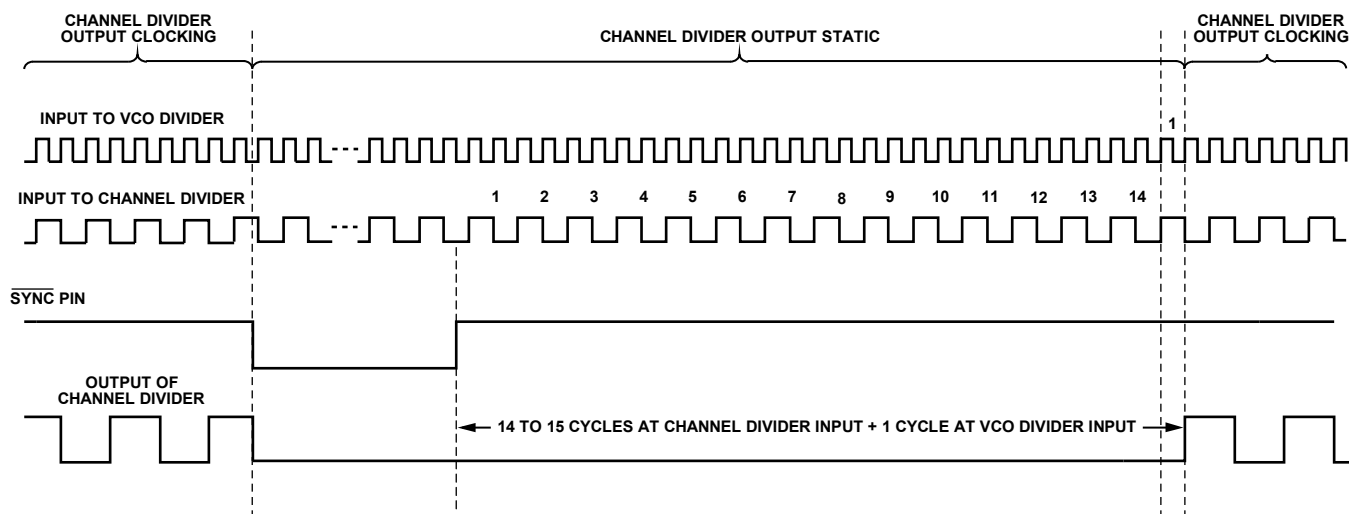 CHANNEL DIVIDER
OUTPUT CLOCKING
CHANNEL DIVIDER OUTPUT STATIC
CHANNEL DIVIDER
OUTPUT CLOCKING
INPUT TO VCO DIVIDER
1
INPUT TO CHANNEL DIVIDER
1 2 3 4 5 6 7 8 9 10 11 12 13 14
SYNC PIN
OUTPUT OF
CHANNEL DIVIDER
14 TO 15 CYCLES AT CHANNEL DIVIDER INPUT + 1 CYCLE AT VCO DIVIDER INPUT